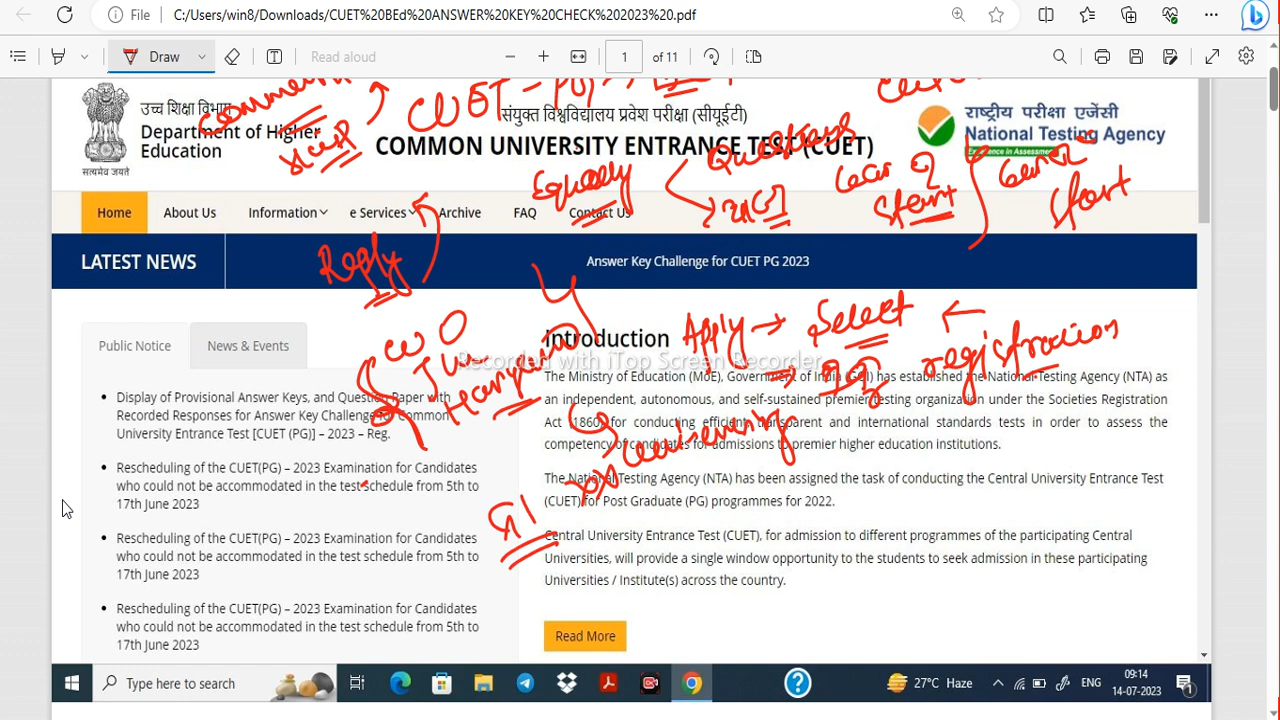 File
C:/Users/win8/Downloads/CUET%20BEd%20ANSWER%20KEY%20CHECK%202023%20.pdf
Draw
Read aloud
1 of 11
CUET - PG
उच्च शिक्षा विभाग
Department of Higher
Education
सत्यमेव जयते
संयुक्त विश्वविद्यालय प्रवेश परीक्षा (सीयूईटी)
COMMON UNIVERSITY ENTRANCE TEST (CUET)
राष्ट्रीय परीक्षा एजेंसी
National Testing Agency
Excellence in Assessment
Equally
Questions
start
start
Home
About Us
Information
e Services
Archive
FAQ
Contact Us
Reply
LATEST NEWS
Answer Key Challenge for CUET PG 2023
Public Notice
News & Events
Display of Provisional Answer Keys, and Question Paper with
Recorded Responses for Answer Key Challenge for Common
University Entrance Test [CUET (PG)] – 2023 – Reg.
Rescheduling of the CUET(PG) – 2023 Examination for Candidates
who could not be accommodated in the test schedule from 5th to
17th June 2023
Rescheduling of the CUET(PG) – 2023 Examination for Candidates
who could not be accommodated in the test schedule from 5th to
17th June 2023
Rescheduling of the CUET(PG) – 2023 Examination for Candidates
who could not be accommodated in the test schedule from 5th to
17th June 2023
Introduction
Apply → Select
registration
Recorded with iTop Screen Recorder
The Ministry of Education (MoE), Government of India (GOI) has established the National Testing Agency (NTA) as
an independent, autonomous, and self-sustained premier testing organization under the Societies Registration
Act (1860) for conducting efficient, transparent and international standards tests in order to assess the
competency of candidates for admissions to premier higher education institutions.
The National Testing Agency (NTA) has been assigned the task of conducting the Central University Entrance Test
(CUET) for Post Graduate (PG) programmes for 2022.
Central University Entrance Test (CUET), for admission to different programmes of the participating Central
Universities, will provide a single window opportunity to the students to seek admission in these participating
Universities / Institute(s) across the country.
Read More
Type here to search
27°C Haze
ENG
09:14
14-07-2023
1